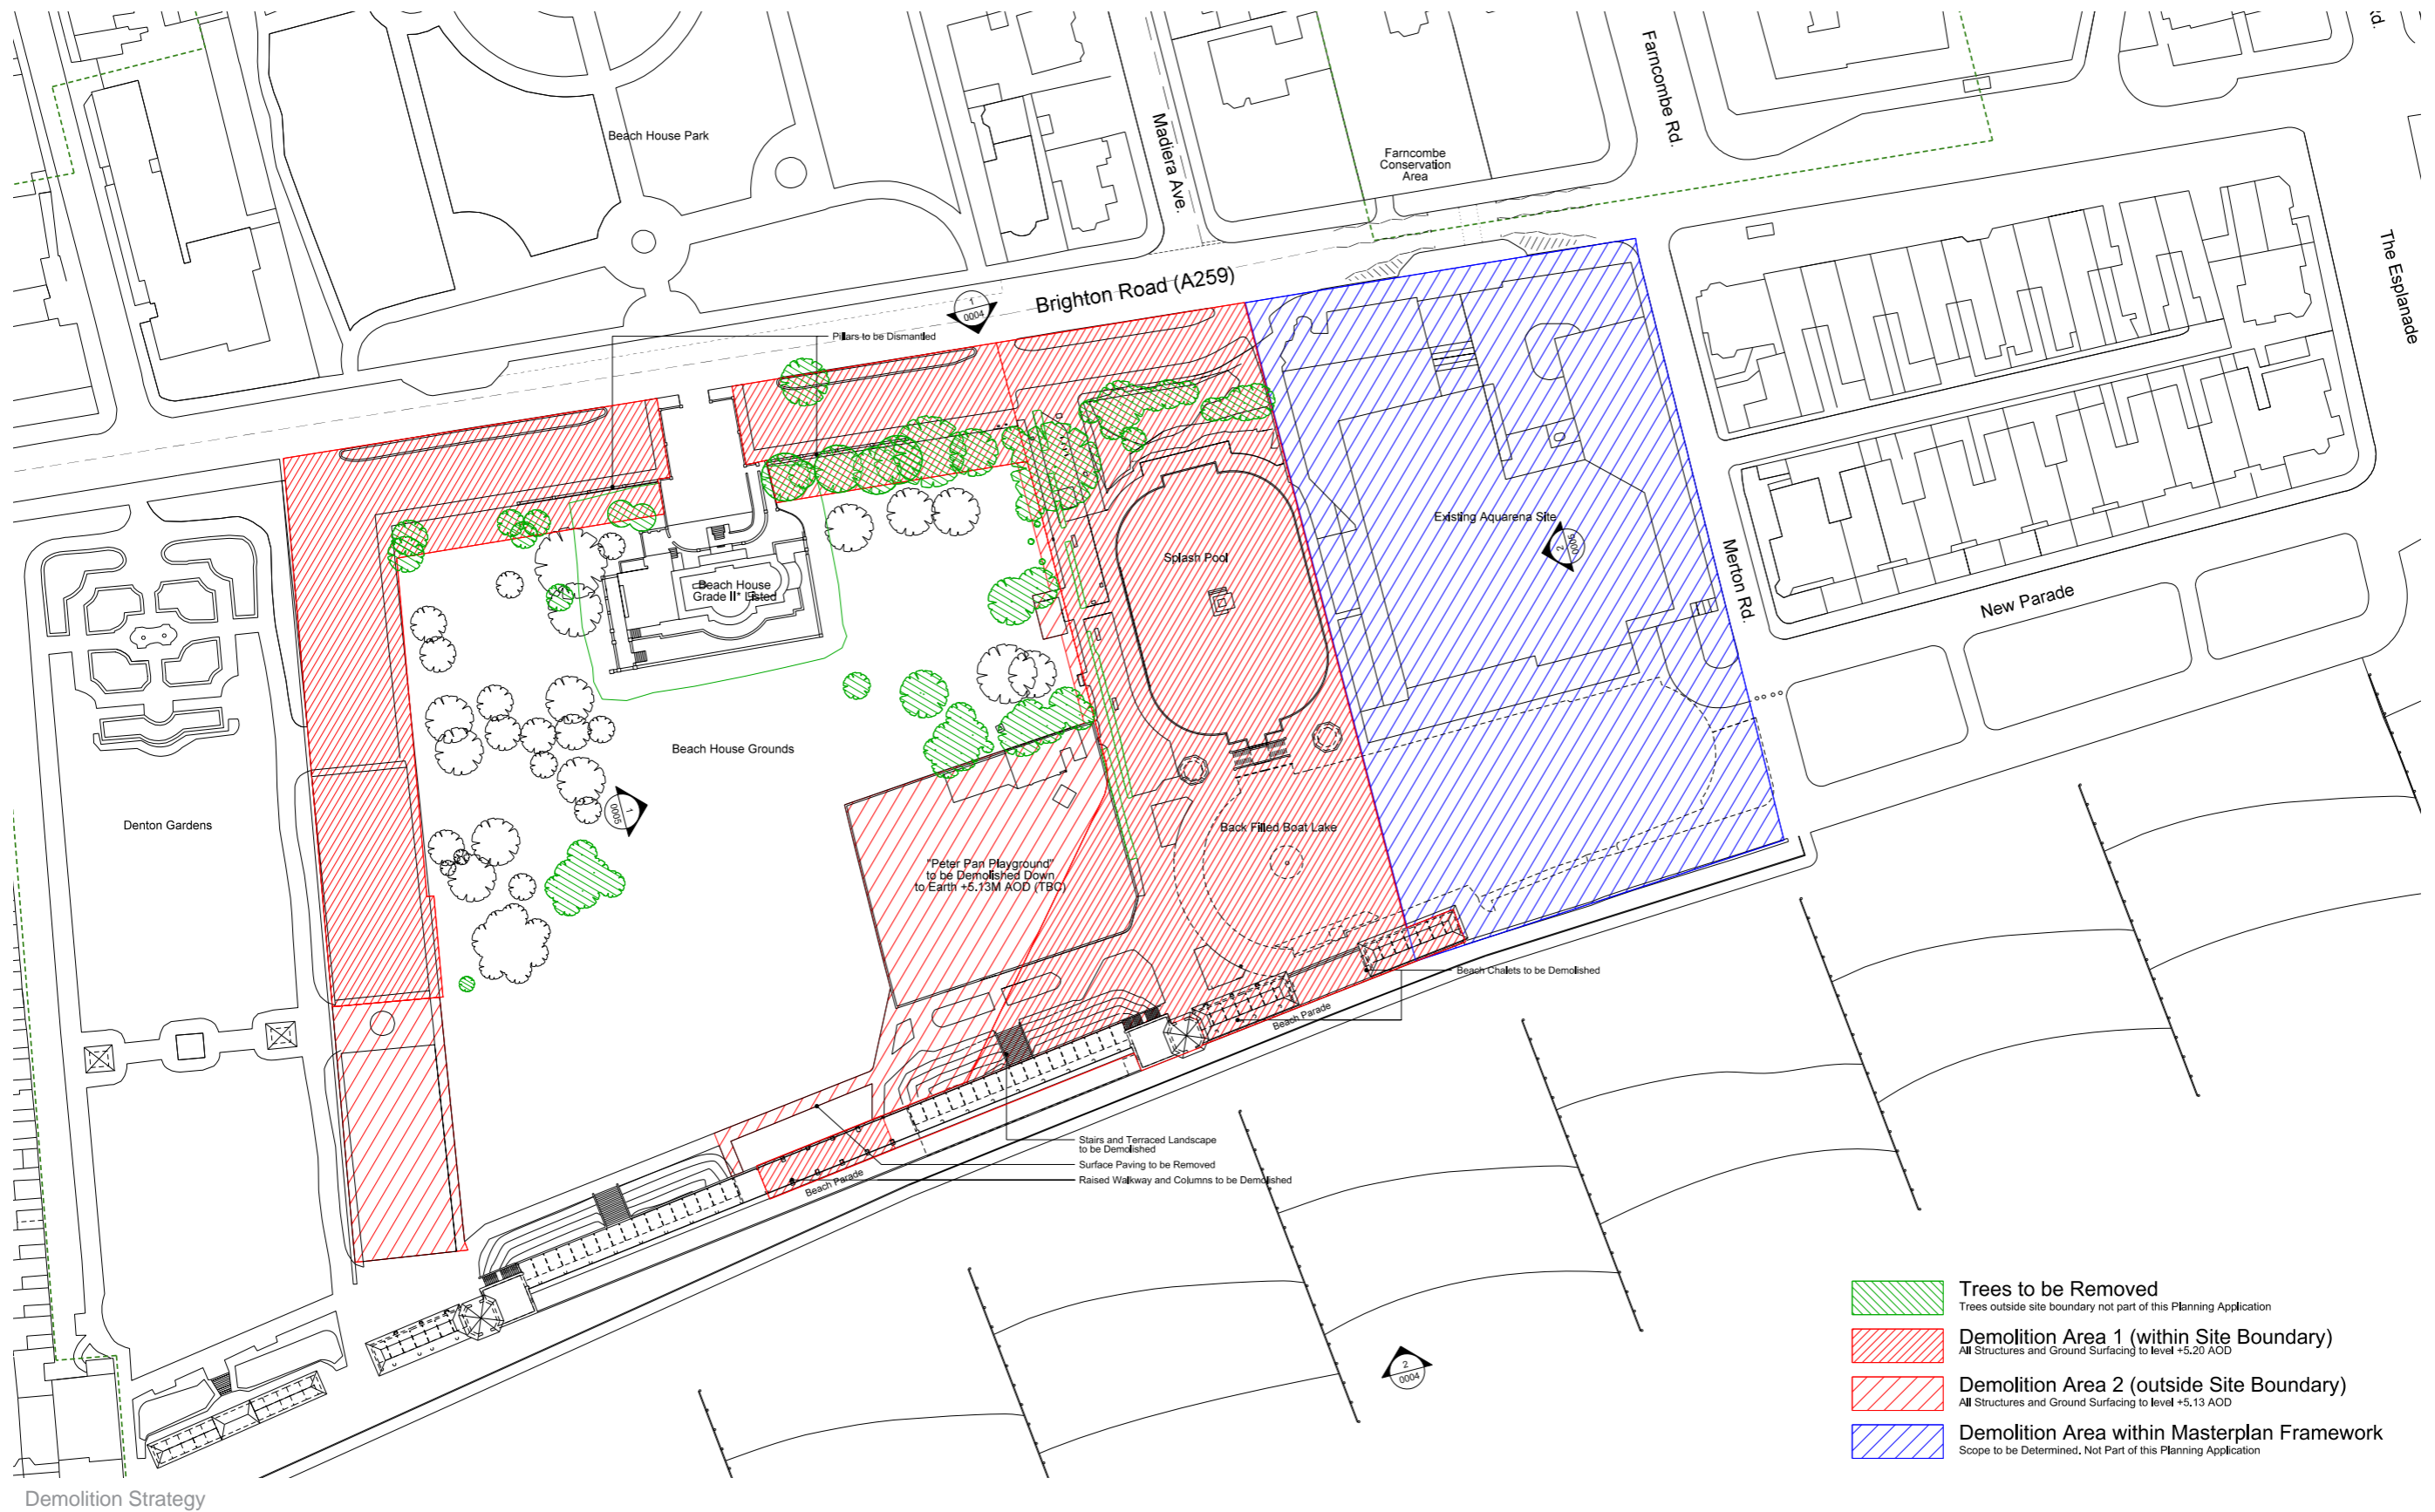 Rd.
Farncombe Rd.
Beach House Park
Madiera Ave.
Farncombe
Conservation
Area
The Esplanade
Brighton Road (A259)
1
0004
Pillars to be Dismantled
Existing Aquarena Site
2
0006
Splash Pool
Merton Rd.
Beach House
Grade II* Listed
New Parade
Beach House Grounds
1
0005
Denton Gardens
Back Filled Boat Lake
"Peter Pan Playground"
to be Demolished Down
to Earth +5.13M AOD (TBC)
Beach Chalets to be Demolished
Beach Parade
Stairs and Terraced Landscape
to be Demolished
Surface Paving to be Removed
Raised Walkway and Columns to be Demolished
Beach Parade
2
0004
Trees to be Removed
Trees outside site boundary not part of this Planning Application
Demolition Area 1 (within Site Boundary)
All Structures and Ground Surfacing to level +5.20 AOD
Demolition Area 2 (outside Site Boundary)
All Structures and Ground Surfacing to level +5.13 AOD
Demolition Area within Masterplan Framework
Scope to be Determined, Not Part of this Planning Application
Demolition Strategy